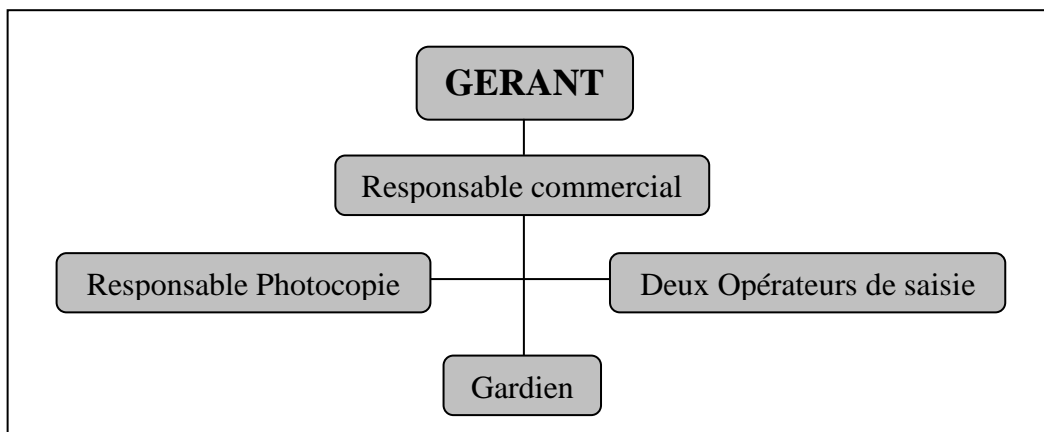 GERANT
Responsable commercial
Responsable Photocopie
Deux Opérateurs de saisie
Gardien